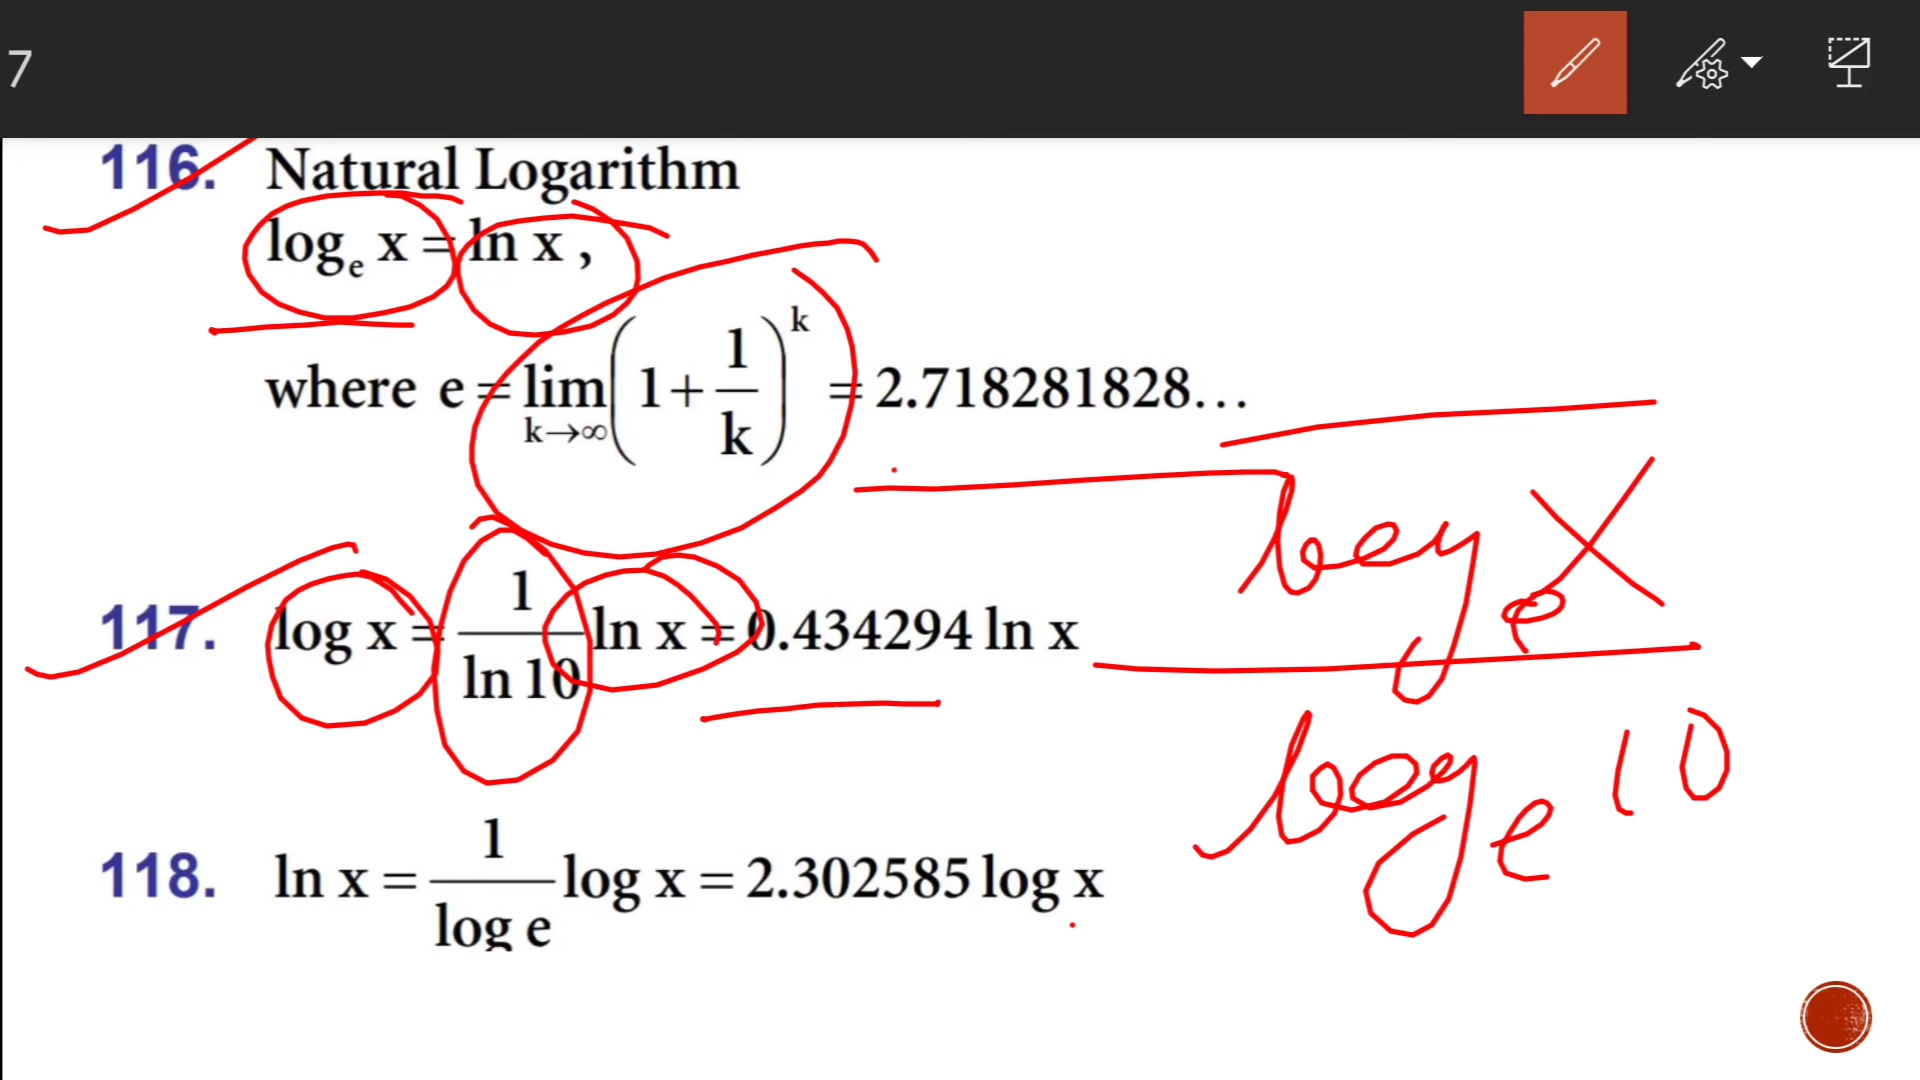 7
116. Natural Logarithm
logₑ x = ln x ,
where e = lim k→∞ (1 + 1/k)^k = 2.718281828…
117. log x = 1/ln 10 ln x = 0.434294 ln x
118. ln x = 1/log e log x = 2.302585 log x
logₑ x
logₑ 10